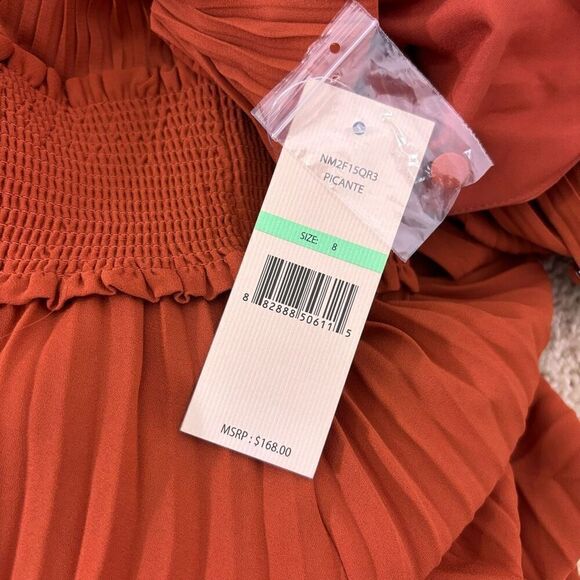 NM2F15QR3
PICANTE
SIZE: 8
8 82888 50611 5
MSRP : $168.00